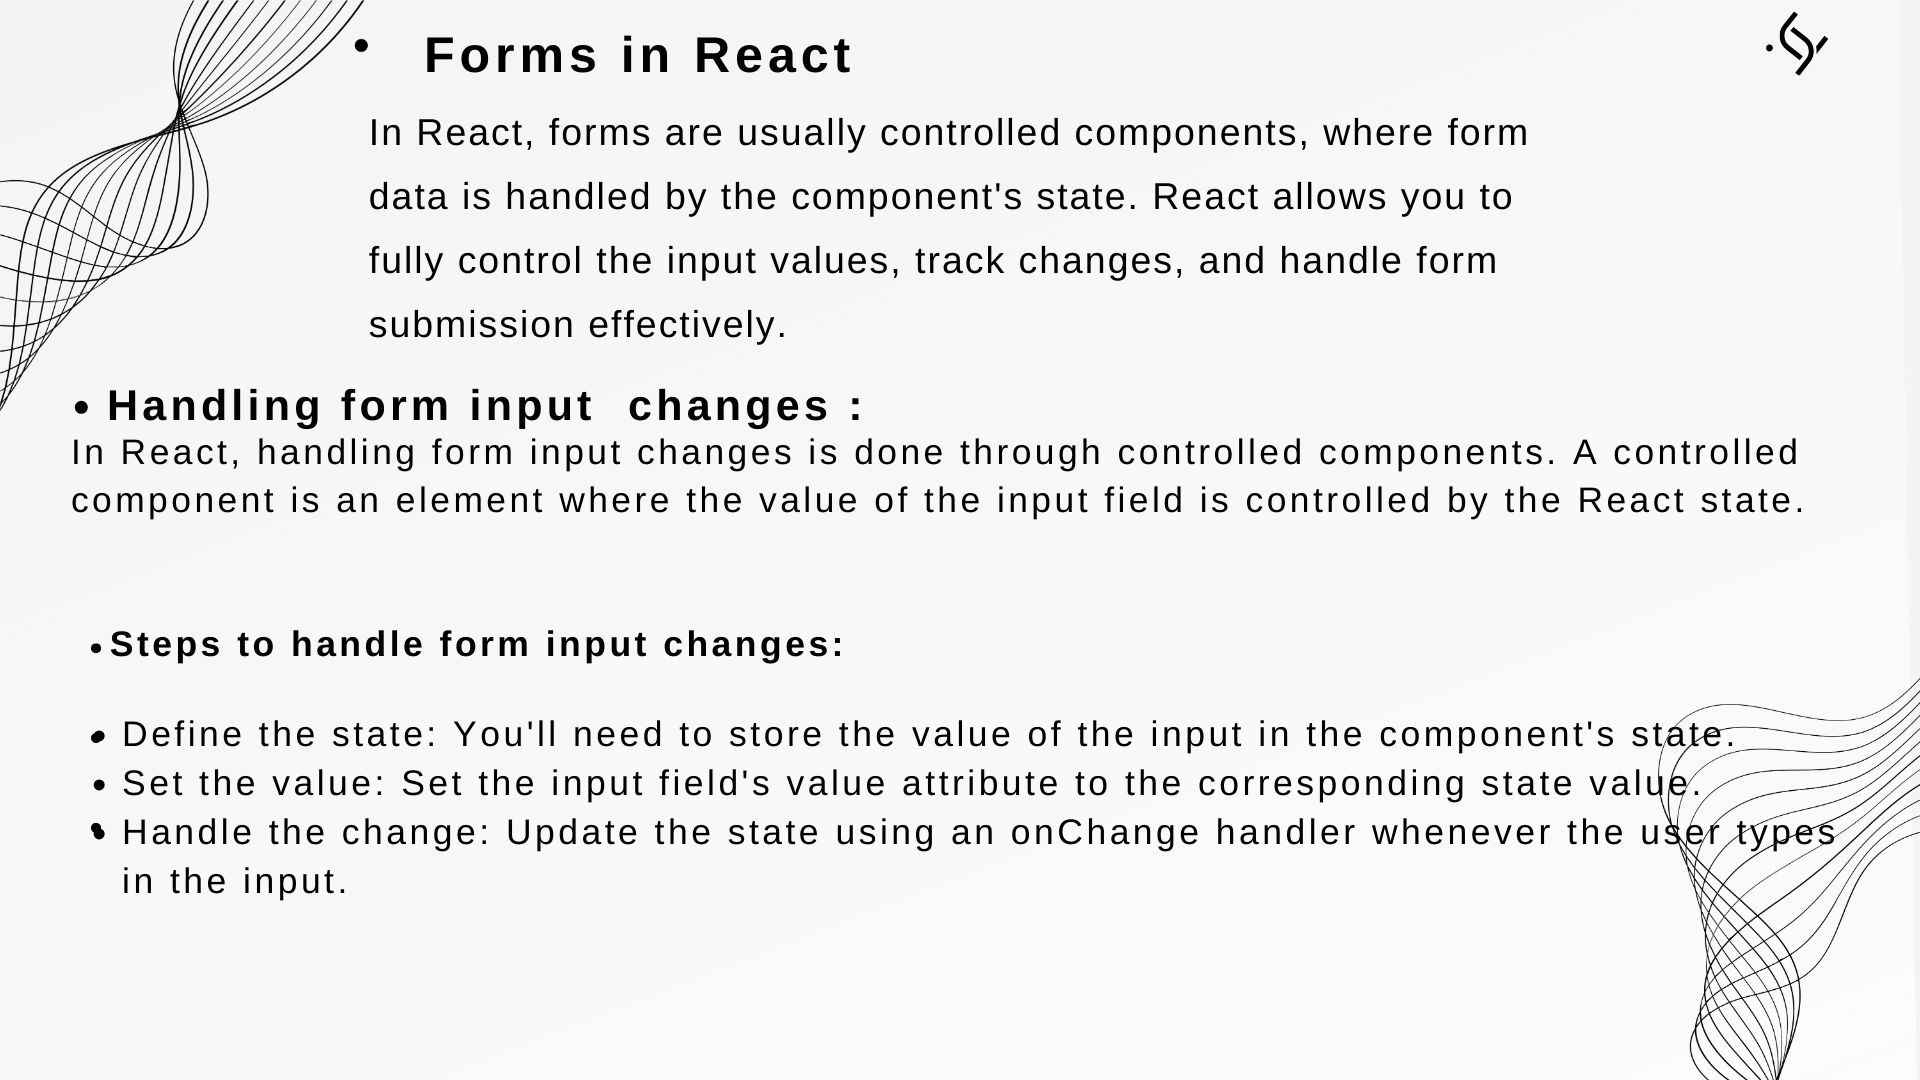 • Forms in React
In React, forms are usually controlled components, where form
data is handled by the component's state. React allows you to
fully control the input values, track changes, and handle form
submission effectively.
• Handling form input  changes :
In React, handling form input changes is done through controlled components. A controlled
component is an element where the value of the input field is controlled by the React state.
• Steps to handle form input changes:
• Define the state: You'll need to store the value of the input in the component's state.
• Set the value: Set the input field's value attribute to the corresponding state value.
• Handle the change: Update the state using an onChange handler whenever the user types
in the input.